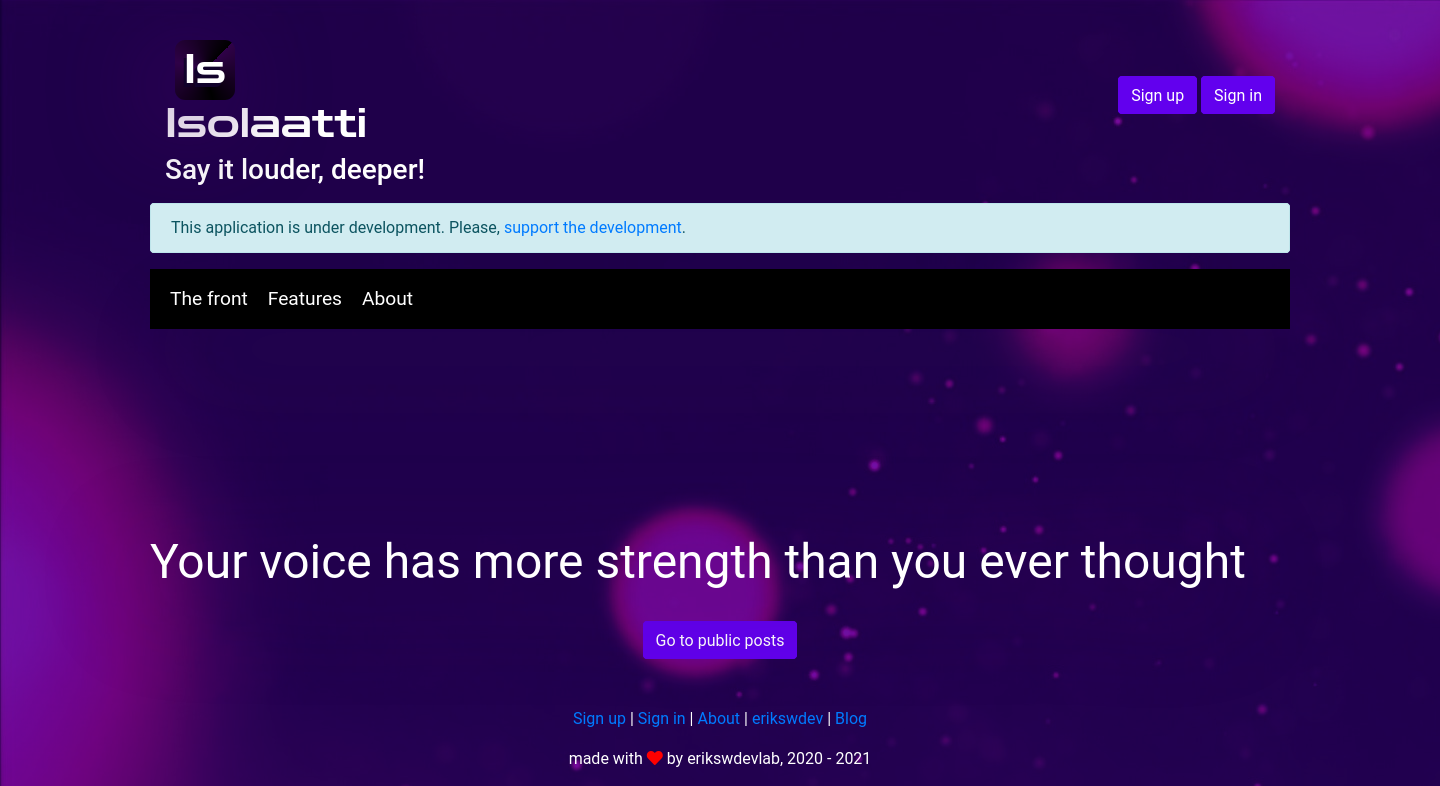 Is
Isolaatti
Say it louder, deeper!
Sign up
Sign in
This application is under development. Please, support the development.
The front
Features
About
Your voice has more strength than you ever thought
Go to public posts
Sign up | Sign in | About | erikswdev | Blog
made with ❤ by erikswdevlab, 2020 - 2021